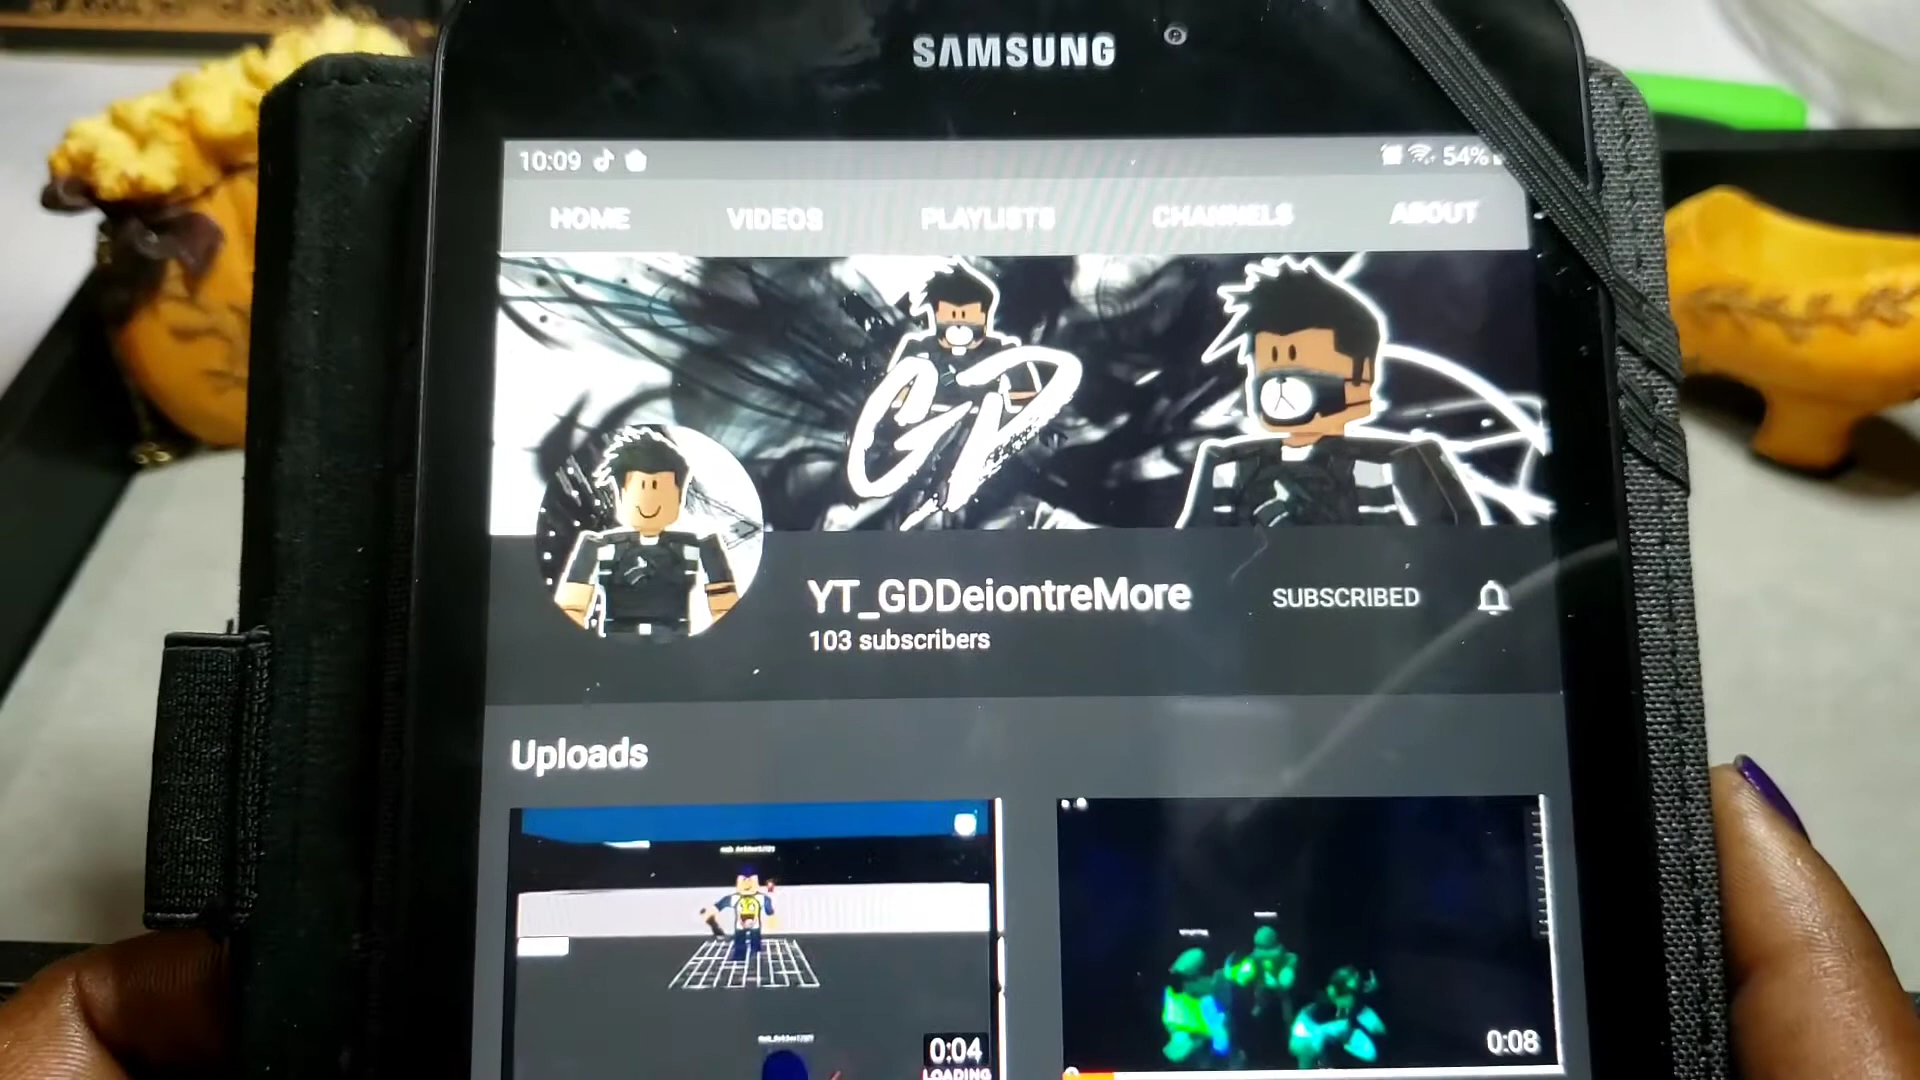 SAMSUNG
10:09
54%
HOME VIDEOS PLAYLISTS CHANNELS ABOUT
GD
YT_GDDeiontreMore
SUBSCRIBED
103 subscribers
Uploads
0:04
LOADING
0:08